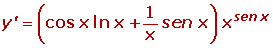 y' = (cos x ln x + 1/x sen x) x^{sen x}